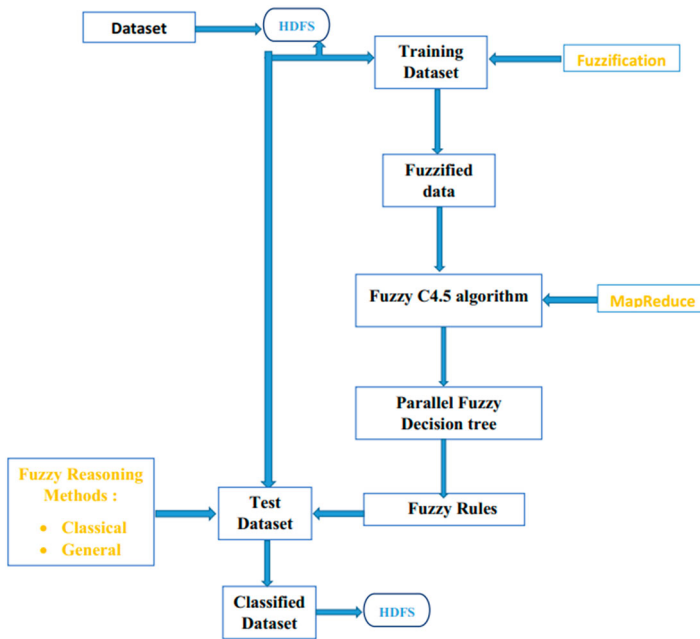 Dataset
HDFS
Training
Dataset
Fuzzification
Fuzzified
data
Fuzzy C4.5 algorithm
MapReduce
Parallel Fuzzy
Decision tree
Fuzzy Reasoning
Methods :
• Classical
• General
Test
Dataset
Fuzzy Rules
Classified
Dataset
HDFS